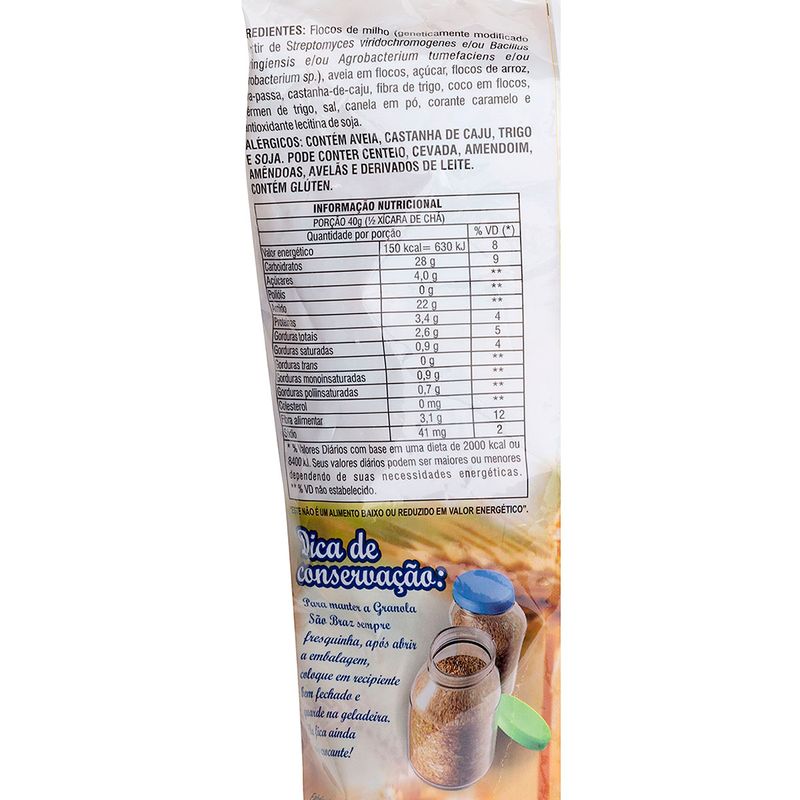 REDIENTES: Flocos de milho (geneticamente modificado
rtir de Streptomyces viridochromogenes e/ou Bacillus
ringiensis e/ou Agrobacterium tumefaciens e/ou
robacterium sp.), aveia em flocos, açúcar, flocos de arroz,
a-passa, castanha-de-caju, fibra de trigo, coco em flocos,
érmen de trigo, sal, canela em pó, corante caramelo e
antioxidante lecitina de soja.
ALÉRGICOS: CONTÉM AVEIA, CASTANHA DE CAJU, TRIGO
E SOJA. PODE CONTER CENTEIO, CEVADA, AMENDOIM,
AMÊNDOAS, AVELÃS E DERIVADOS DE LEITE.
CONTÉM GLÚTEN.
INFORMAÇÃO NUTRICIONAL
PORÇÃO 40g (½ XÍCARA DE CHÁ)
Quantidade por porção % VD (*)
Valor energético 150 kcal= 630 kJ 8
Carboidratos 28 g 9
Açúcares 4,0 g **
Polióis 0 g **
Amido 22 g **
Proteínas 3,4 g 4
Gorduras totais 2,6 g 5
Gorduras saturadas 0,9 g 4
Gorduras trans 0 g **
Gorduras monoinsaturadas 0,9 g **
Gorduras poliinsaturadas 0,7 g **
Colesterol 0 mg **
Fibra alimentar 3,1 g 12
Sódio 41 mg 2
* % Valores Diários com base em uma dieta de 2000 kcal ou
8400 kJ. Seus valores diários podem ser maiores ou menores
dependendo de suas necessidades energéticas.
** % VD não estabelecido.
"ESTE NÃO É UM ALIMENTO BAIXO OU REDUZIDO EM VALOR ENERGÉTICO".
Dica de
conservação:
Para manter a Granola
São Braz sempre
fresquinha, após abrir
a embalagem,
coloque em recipiente
bem fechado e
guarde na geladeira.
fica ainda
crocante!